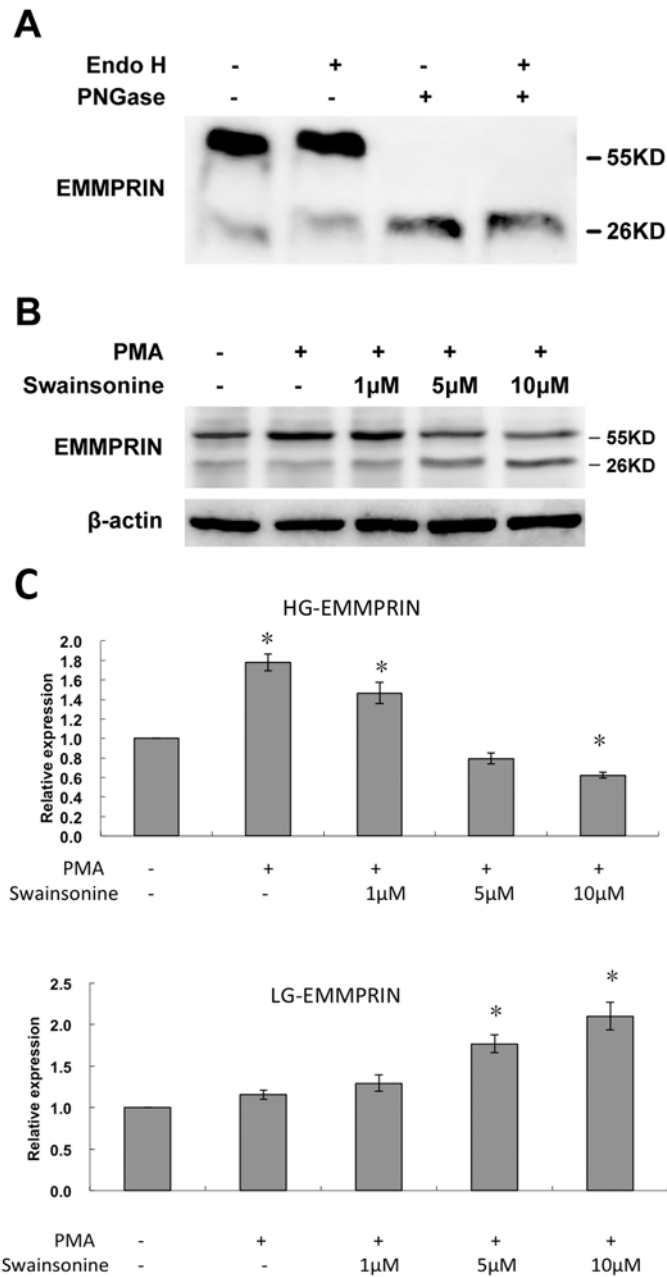 A
Endo H - + - +
PNGase - - + +
EMMPRIN
55KD
26KD
B
PMA - + + + +
Swainsonine - - 1μM 5μM 10μM
EMMPRIN
55KD
26KD
β-actin
C
HG-EMMPRIN
Relative expression
2.0
1.8
1.6
1.4
1.2
1.0
0.8
0.6
0.4
0.2
0.0
* * *
PMA - + + + +
Swainsonine - - 1μM 5μM 10μM
LG-EMMPRIN
Relative expression
2.5
2.0
1.5
1.0
0.5
0.0
* *
PMA - + + + +
Swainsonine - - 1μM 5μM 10μM